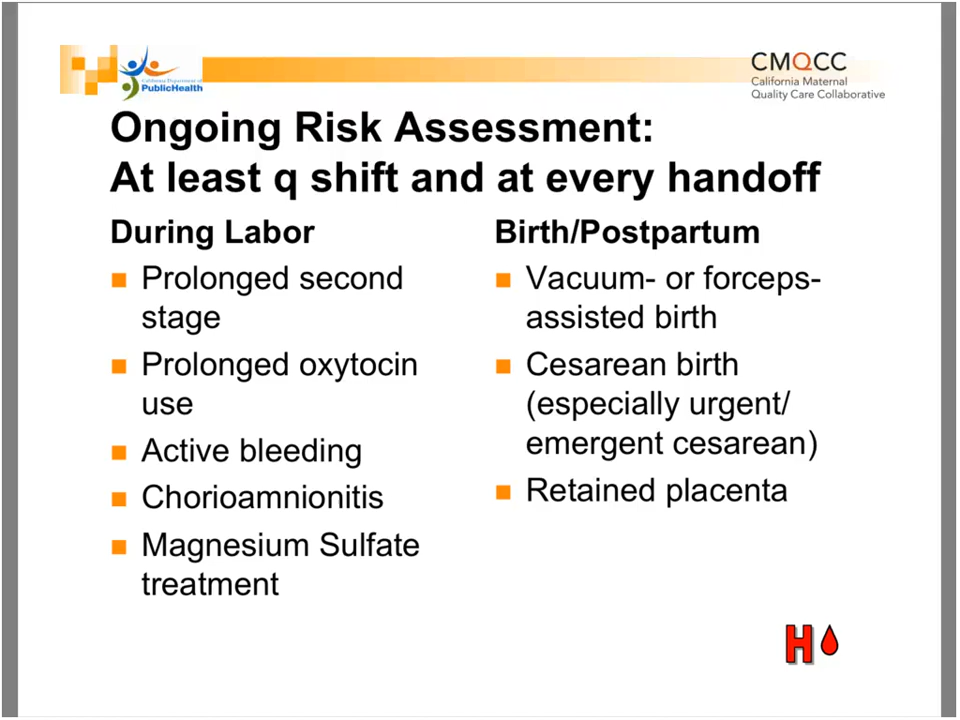 California Department of
PublicHealth
CMQCC
California Maternal
Quality Care Collaborative
Ongoing Risk Assessment:
At least q shift and at every handoff
During Labor
Prolonged second
stage
Prolonged oxytocin
use
Active bleeding
Chorioamnionitis
Magnesium Sulfate
treatment
Birth/Postpartum
Vacuum- or forceps-
assisted birth
Cesarean birth
(especially urgent/
emergent cesarean)
Retained placenta
H